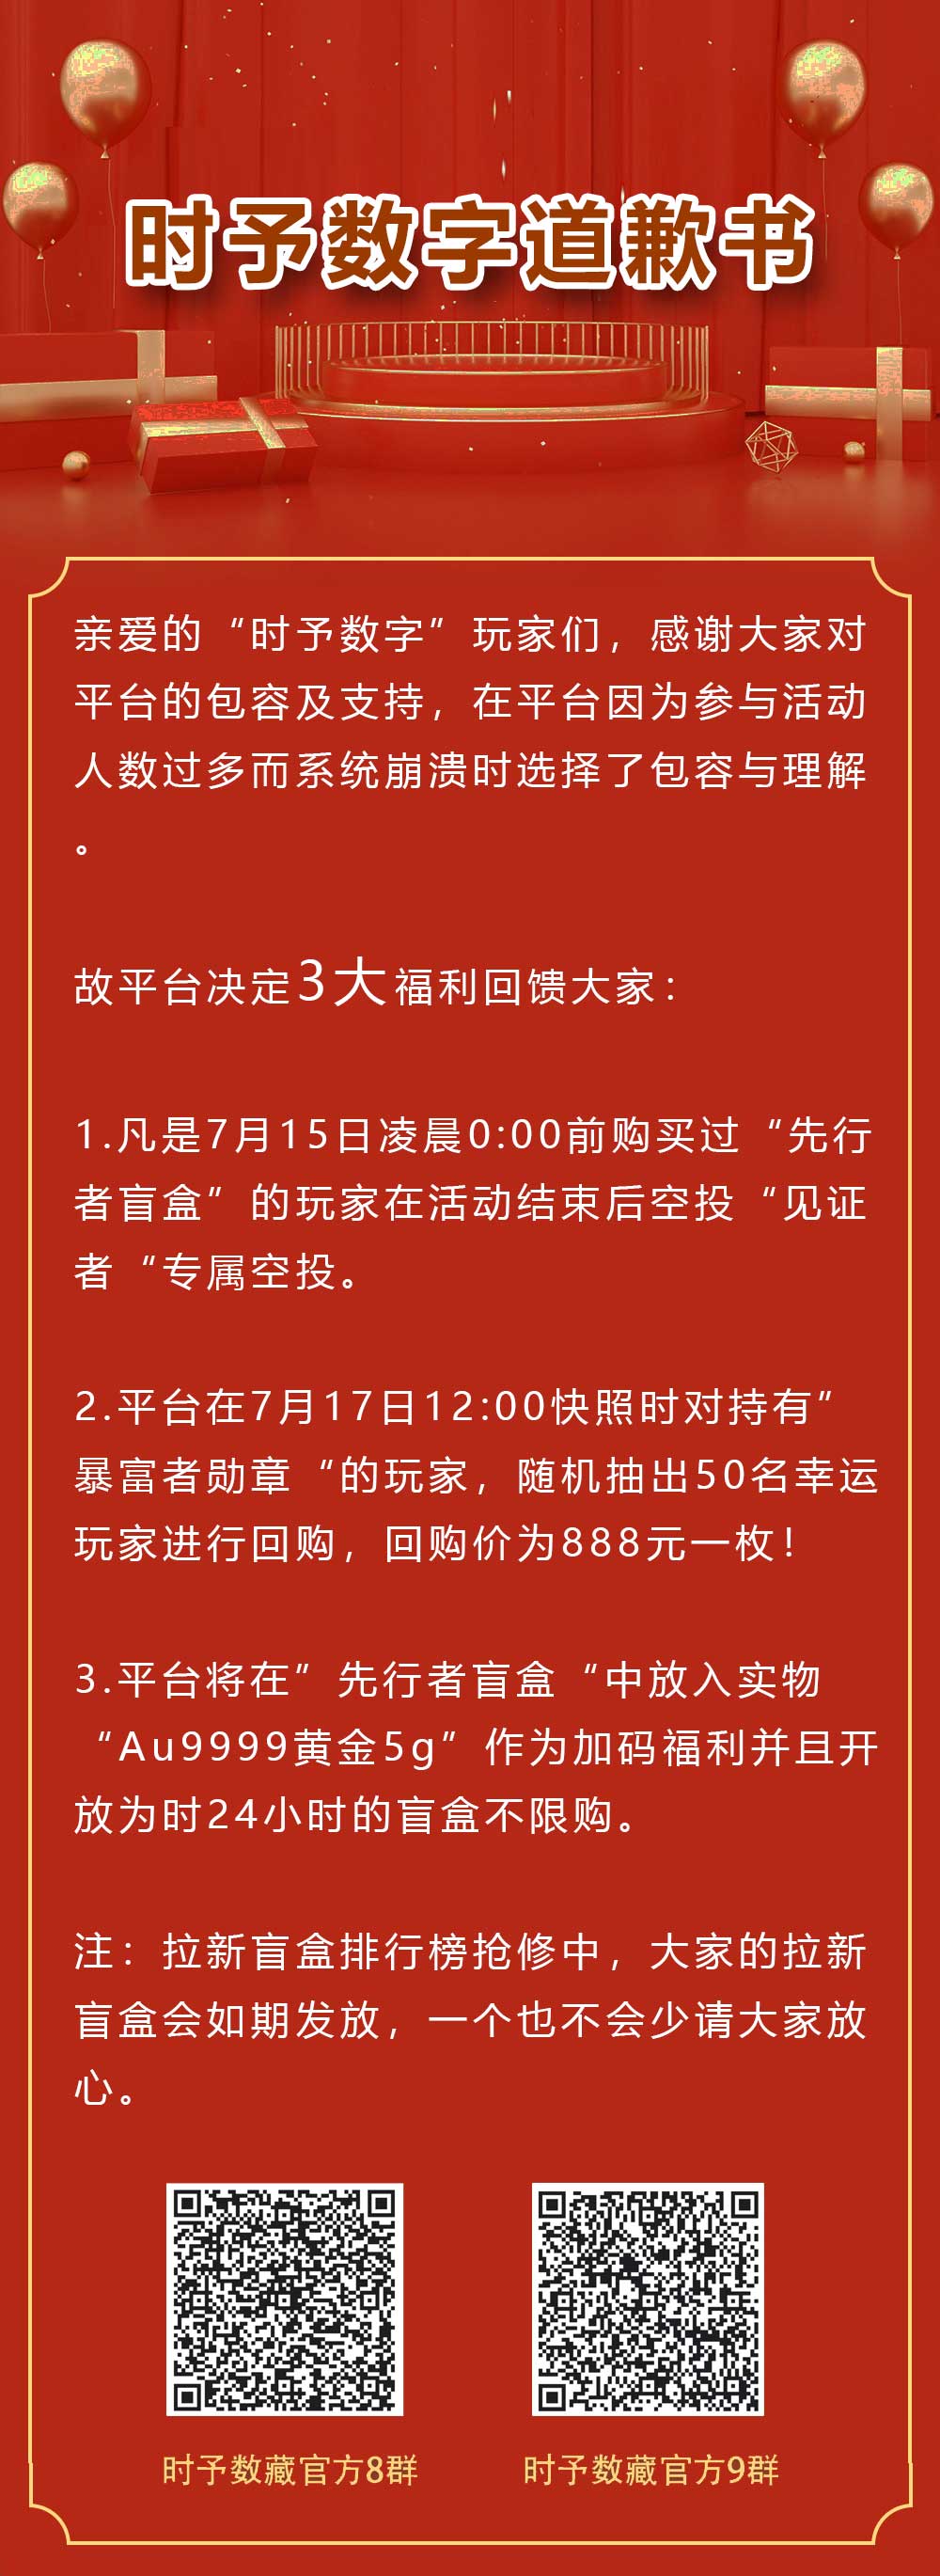 时予数字道歉书
亲爱的“时予数字”玩家们，感谢大家对
平台的包容及支持，在平台因为参与活动
人数过多而系统崩溃时选择了包容与理解
。
故平台决定3大福利回馈大家：
1.凡是7月15日凌晨0:00前购买过“先行
者盲盒”的玩家在活动结束后空投“见证
者“专属空投。
2.平台在7月17日12:00快照时对持有”
暴富者勋章“的玩家，随机抽出50名幸运
玩家进行回购，回购价为888元一枚！
3.平台将在”先行者盲盒“中放入实物
“Au9999黄金5g”作为加码福利并且开
放为时24小时的盲盒不限购。
注：拉新盲盒排行榜抢修中，大家的拉新
盲盒会如期发放，一个也不会少请大家放
心。
时予数藏官方8群
时予数藏官方9群